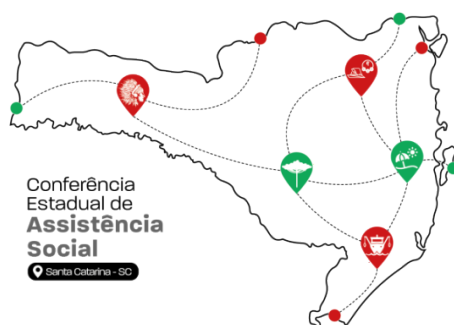 Conferência
Estadual de
Assistência
Social
Santa Catarina - SC